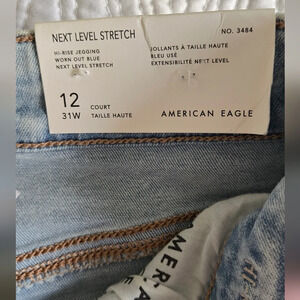 NEXT LEVEL STRETCH
NO. 3484
HI-RISE JEGGING
WORN OUT BLUE
NEXT LEVEL STRETCH
JOLLANTS À TAILLE HAUTE
BLEU USÉ
EXTENSIBILITÉ NEXT LEVEL
12
31W
COURT
TAILLE HAUTE
AMERICAN EAGLE